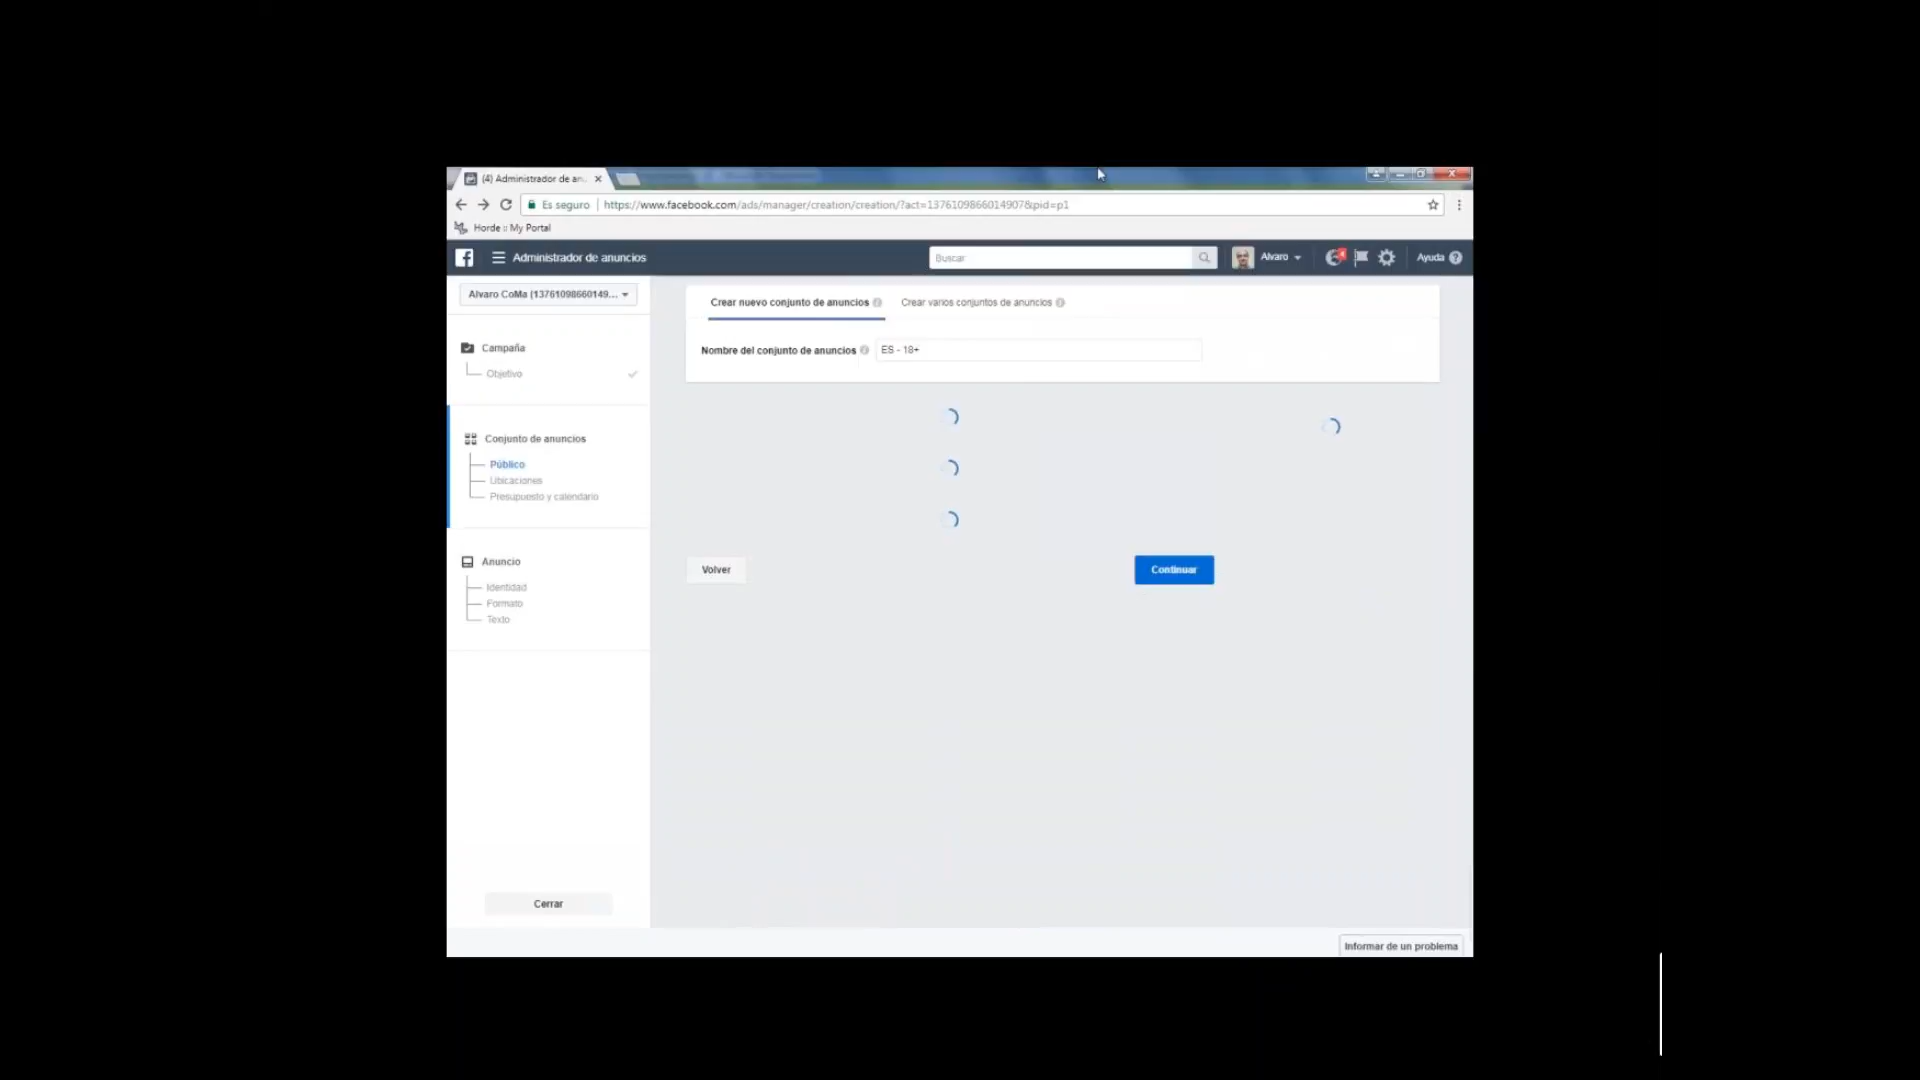 (4) Administrador de an..
Es seguro | https://www.facebook.com/ads/manager/creation/creation/?act=1376109866014907&pid=p1
Horde :: My Portal
Administrador de anuncios
Buscar
Alvaro
Ayuda
Alvaro CoMa (13761098660149...
Crear nuevo conjunto de anuncios
Crear varios conjuntos de anuncios
Nombre del conjunto de anuncios
ES - 18+
Campaña
Objetivo
Conjunto de anuncios
Público
Ubicaciones
Presupuesto y calendario
Anuncio
Identidad
Formato
Texto
Volver
Continuar
Cerrar
Informar de un problema